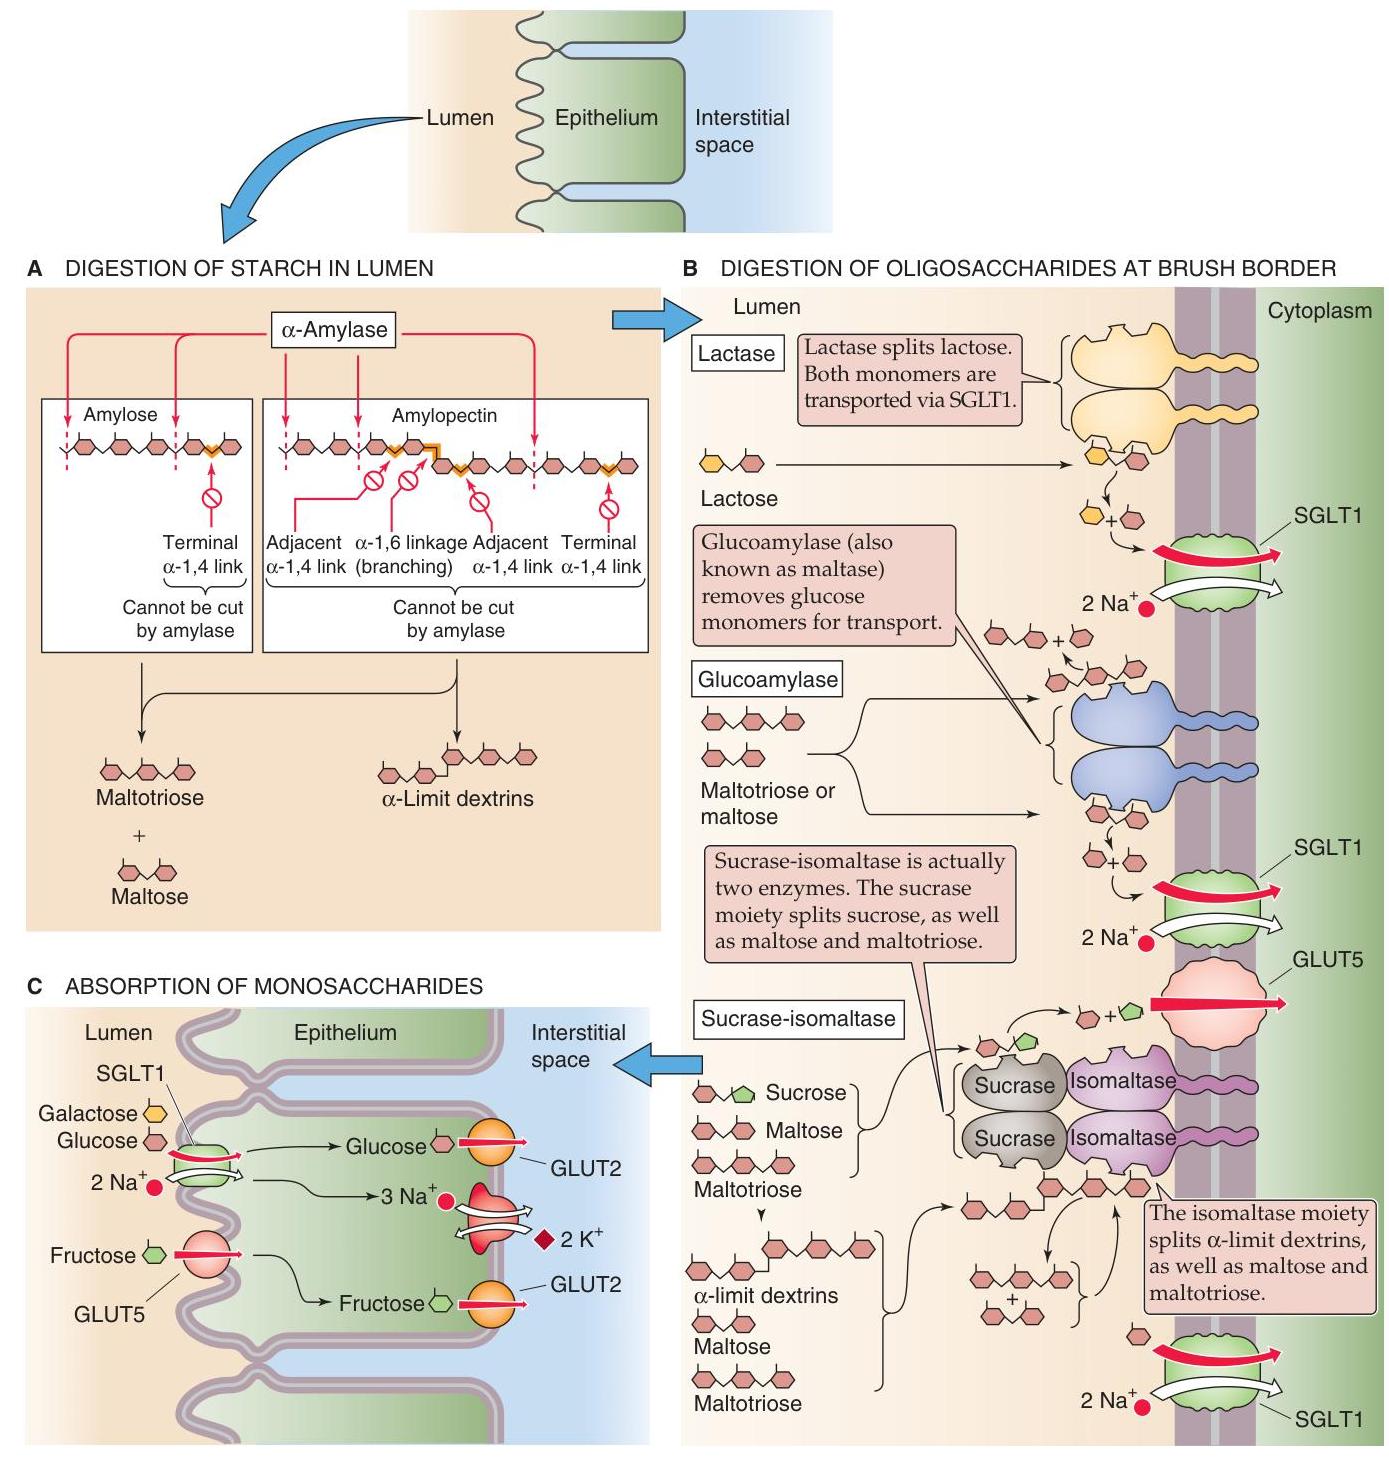 Lumen
Epithelium
Interstitial
space
A DIGESTION OF STARCH IN LUMEN
α-Amylase
Amylose
Amylopectin
Terminal
α-1,4 link
Adjacent
α-1,4 link
α-1,6 linkage
(branching)
Adjacent
α-1,4 link
Terminal
α-1,4 link
Cannot be cut
by amylase
Cannot be cut
by amylase
Maltotriose
+
Maltose
α-Limit dextrins
B DIGESTION OF OLIGOSACCHARIDES AT BRUSH BORDER
Lumen
Cytoplasm
Lactase
Lactase splits lactose.
Both monomers are
transported via SGLT1.
Lactose
+
SGLT1
2 Na+
Glucoamylase (also
known as maltase)
removes glucose
monomers for transport.
+
Glucoamylase
Maltotriose or
maltose
+
SGLT1
2 Na+
Sucrase-isomaltase is actually
two enzymes. The sucrase
moiety splits sucrose, as well
as maltose and maltotriose.
GLUT5
+
Sucrase-isomaltase
Sucrose
Maltose
Maltotriose
Sucrase
Isomaltase
Sucrase
Isomaltase
α-limit dextrins
Maltose
Maltotriose
+
The isomaltase moiety
splits α-limit dextrins,
as well as maltose and
maltotriose.
2 Na+
SGLT1
C ABSORPTION OF MONOSACCHARIDES
Lumen
Epithelium
Interstitial
space
SGLT1
Galactose
Glucose
2 Na+
Glucose
GLUT2
3 Na+
2 K+
Fructose
GLUT5
Fructose
GLUT2